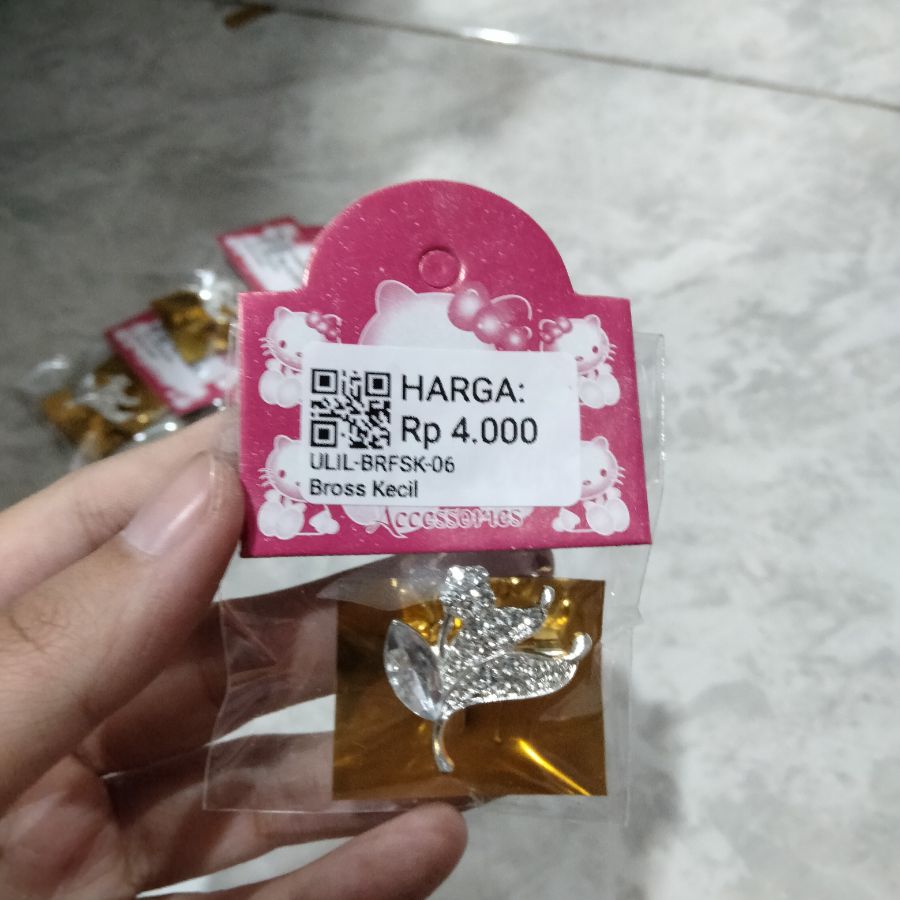 HARGA:
Rp 4.000
ULIL-BRFSK-06
Bross Kecil
Accessories